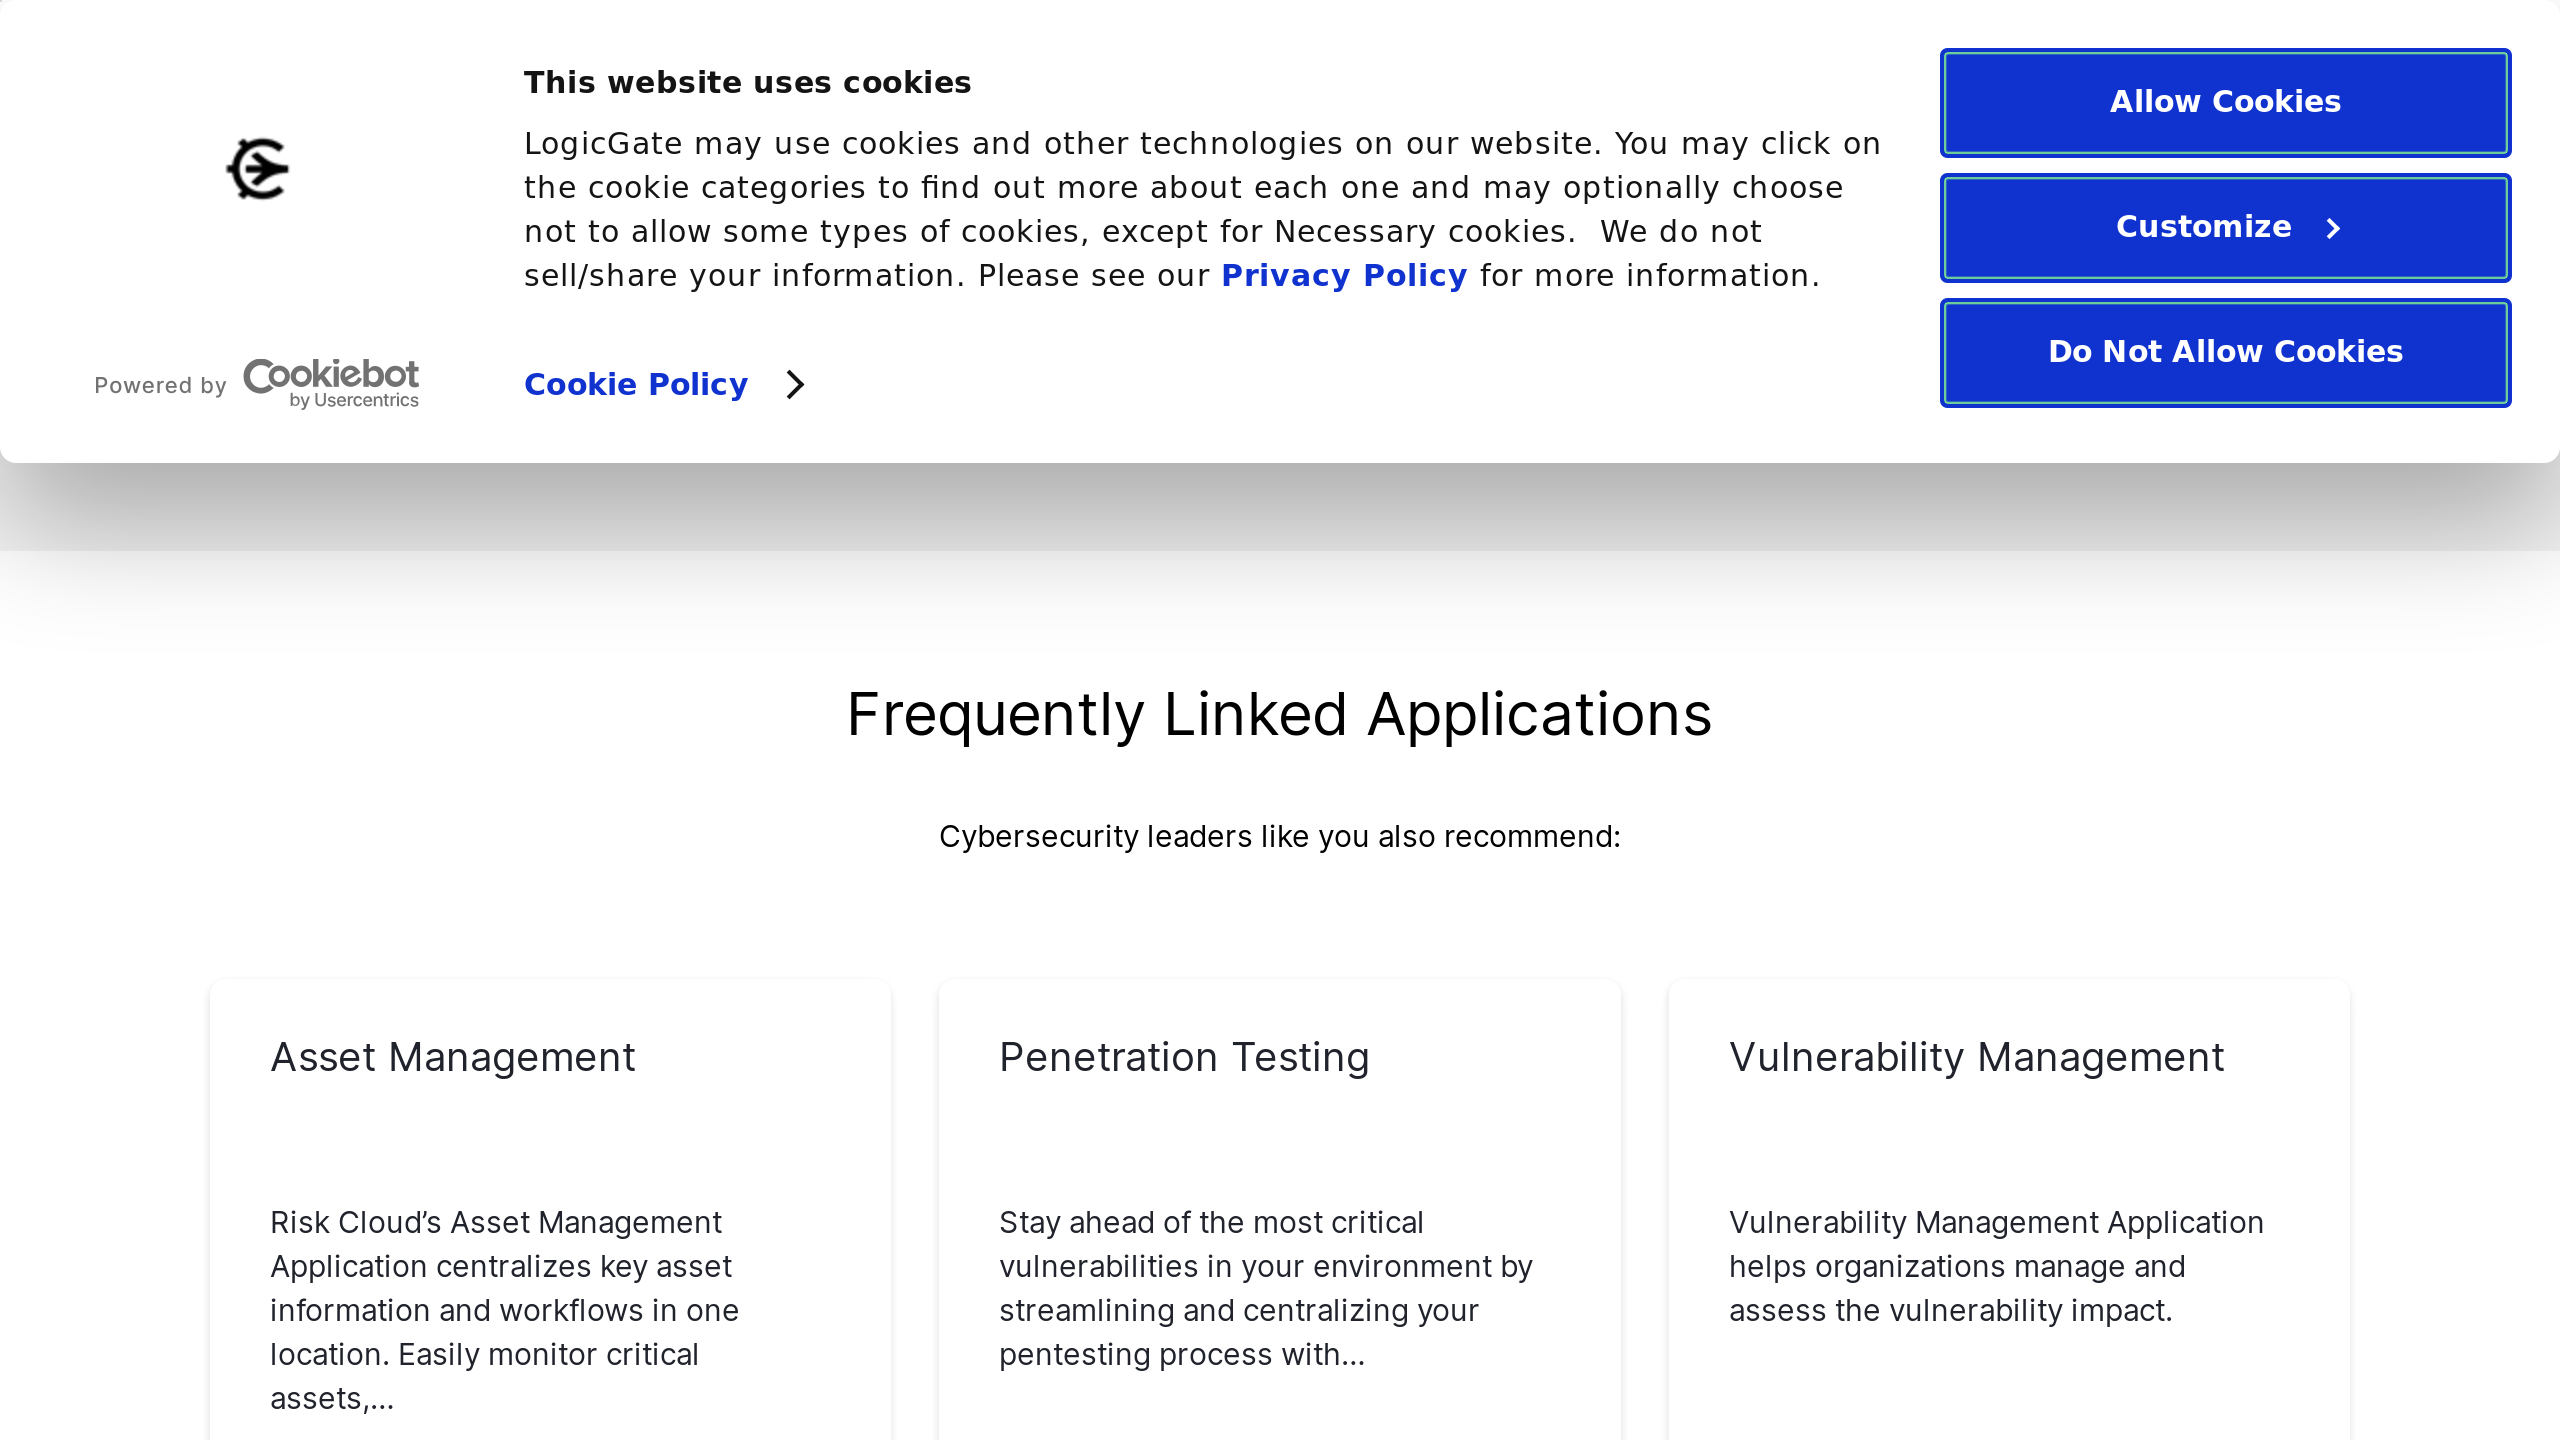 This website uses cookies
LogicGate may use cookies and other technologies on our website. You may click on
the cookie categories to find out more about each one and may optionally choose
not to allow some types of cookies, except for Necessary cookies.  We do not
sell/share your information. Please see our Privacy Policy for more information.
Powered by Cookiebot
by Usercentrics
Cookie Policy
Allow Cookies
Customize
Do Not Allow Cookies
Frequently Linked Applications
Cybersecurity leaders like you also recommend:
Asset Management
Risk Cloud’s Asset Management
Application centralizes key asset
information and workflows in one
location. Easily monitor critical
assets,...
Penetration Testing
Stay ahead of the most critical
vulnerabilities in your environment by
streamlining and centralizing your
pentesting process with...
Vulnerability Management
Vulnerability Management Application
helps organizations manage and
assess the vulnerability impact.